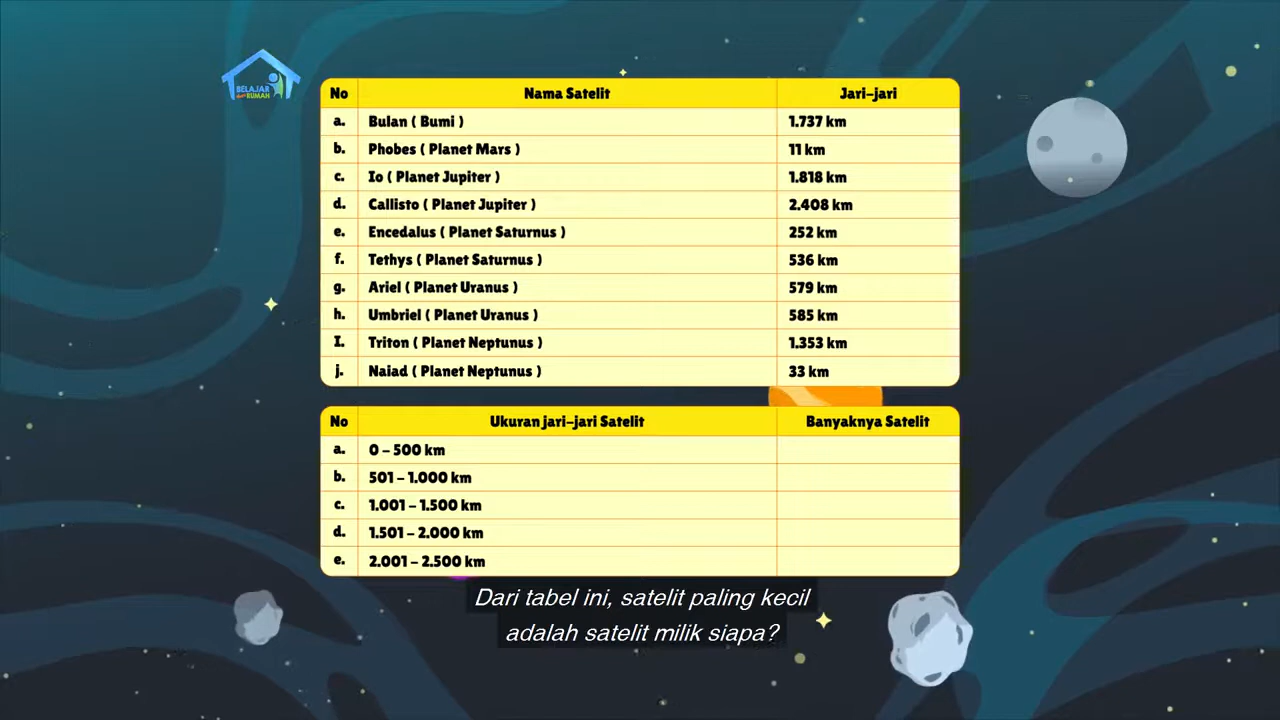 BELAJAR
dari RUMAH
No Nama Satelit Jari-jari
a. Bulan ( Bumi ) 1.737 km
b. Phobes ( Planet Mars ) 11 km
c. Io ( Planet Jupiter ) 1.818 km
d. Callisto ( Planet Jupiter ) 2.408 km
e. Encedalus ( Planet Saturnus ) 252 km
f. Tethys ( Planet Saturnus ) 536 km
g. Ariel ( Planet Uranus ) 579 km
h. Umbriel ( Planet Uranus ) 585 km
I. Triton ( Planet Neptunus ) 1.353 km
j. Naiad ( Planet Neptunus ) 33 km
No Ukuran jari-jari Satelit Banyaknya Satelit
a. 0 - 500 km
b. 501 - 1.000 km
c. 1.001 - 1.500 km
d. 1.501 - 2.000 km
e. 2.001 - 2.500 km
Dari tabel ini, satelit paling kecil
adalah satelit milik siapa?